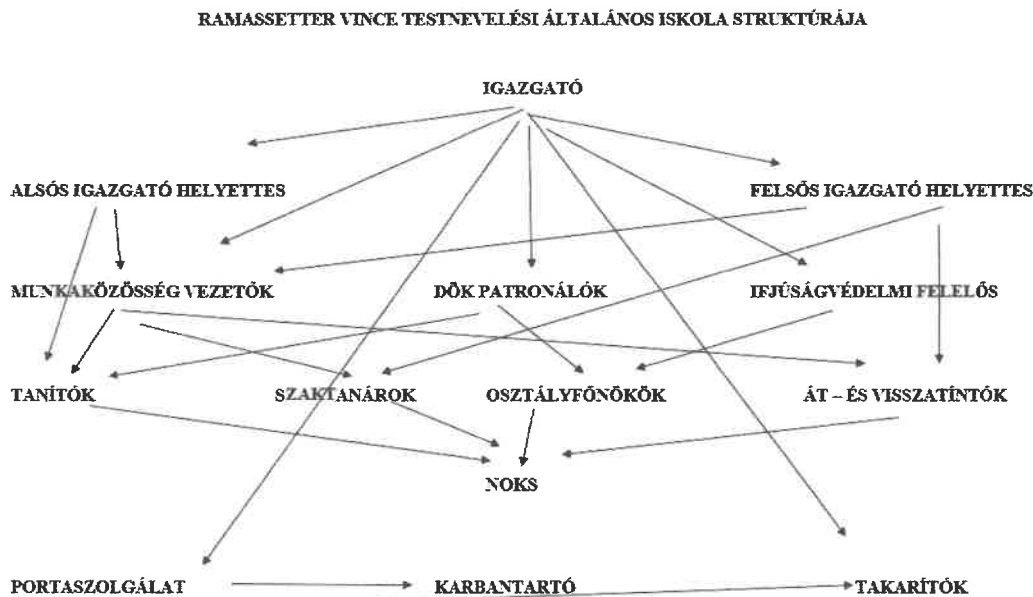 RAMASSETTER VINCE TESTNEVELÉSI ÁLTALÁNOS ISKOLA STRUKTÚRÁJA
IGAZGATÓ
ALSÓS IGAZGATÓ HELYETTES
FELSŐS IGAZGATÓ HELYETTES
MUNKAKÖZÖSSÉG VEZETŐK
DÖK PATRONÁLÓK
IFJÚSÁGVÉDELMI FELELŐS
TANÍTÓK
SZAKTANÁROK
OSZTÁLYFŐNÖKÖK
ÁT – ÉS VISSZATÍNTÓK
NOKS
PORTASZOLGÁLAT
KARBANTARTÓ
TAKARÍTÓK